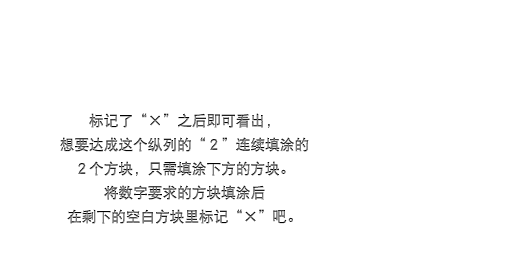 标记了“×”之后即可看出，
想要达成这个纵列的“2”连续填涂的
2个方块，只需填涂下方的方块。
将数字要求的方块填涂后
在剩下的空白方块里标记“×”吧。